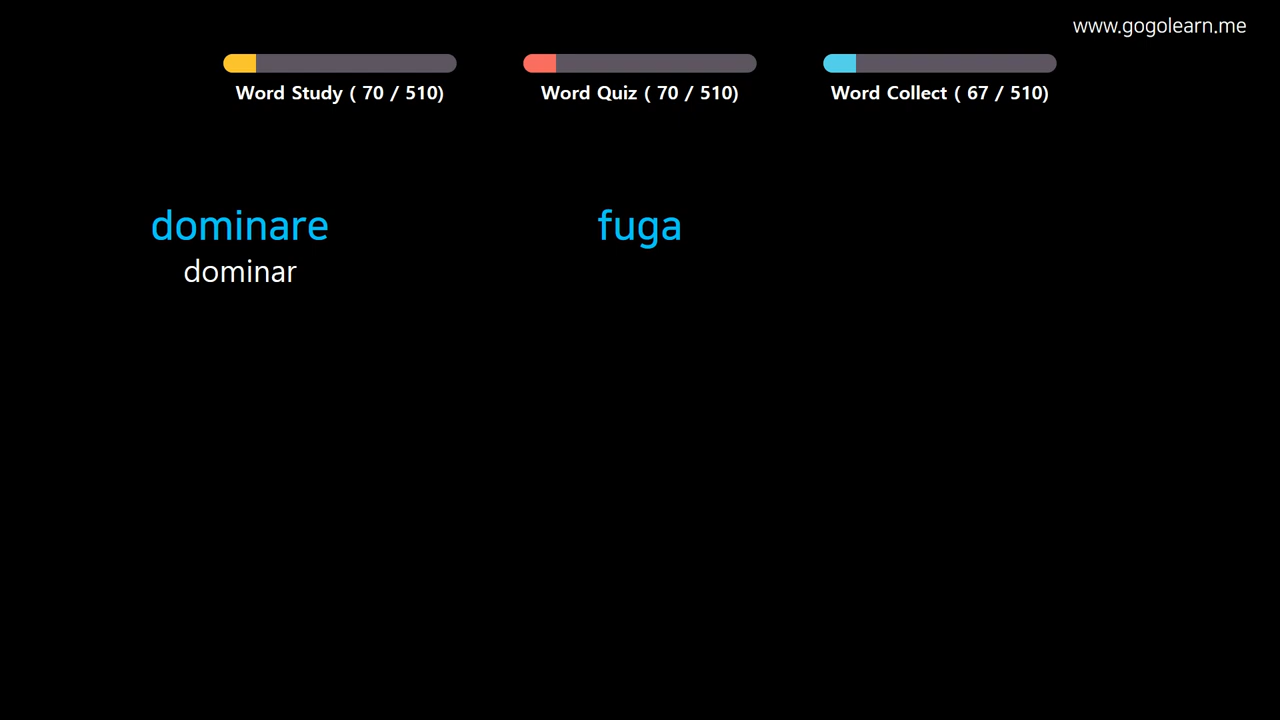 www.gogolearn.me
Word Study ( 70 / 510)
Word Quiz ( 70 / 510)
Word Collect ( 67 / 510)
dominare
fuga
dominar